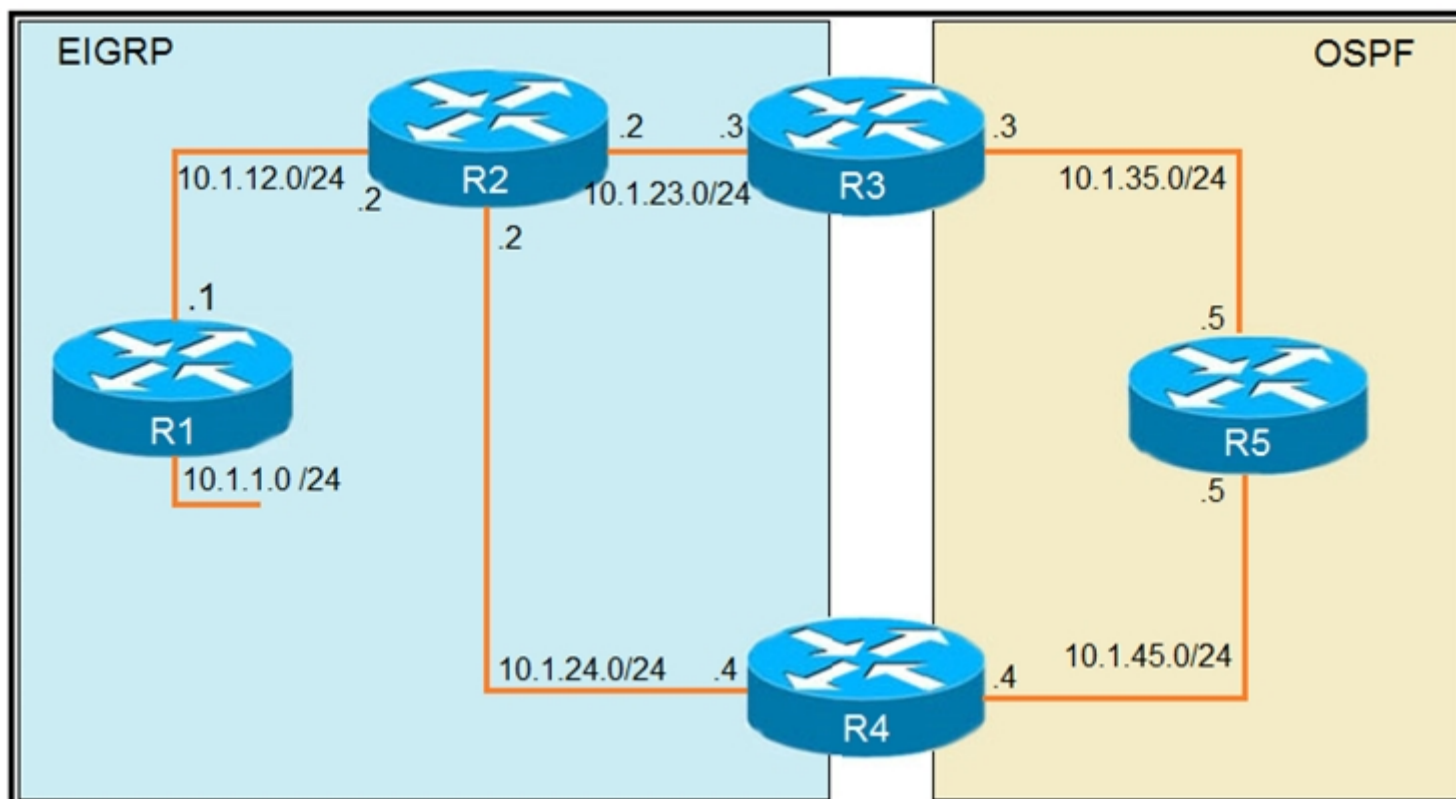 EIGRP
OSPF
.2
.3
.3
R2
R3
10.1.12.0/24
.2
10.1.23.0/24
10.1.35.0/24
.2
.1
.5
R1
R5
10.1.1.0 /24
.5
10.1.24.0/24
.4
.4
10.1.45.0/24
R4